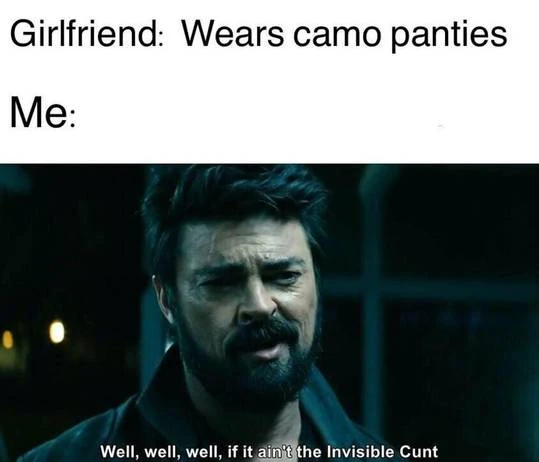 Girlfriend:  Wears camo panties
Me:
Well, well, well, if it ain't the Invisible Cunt